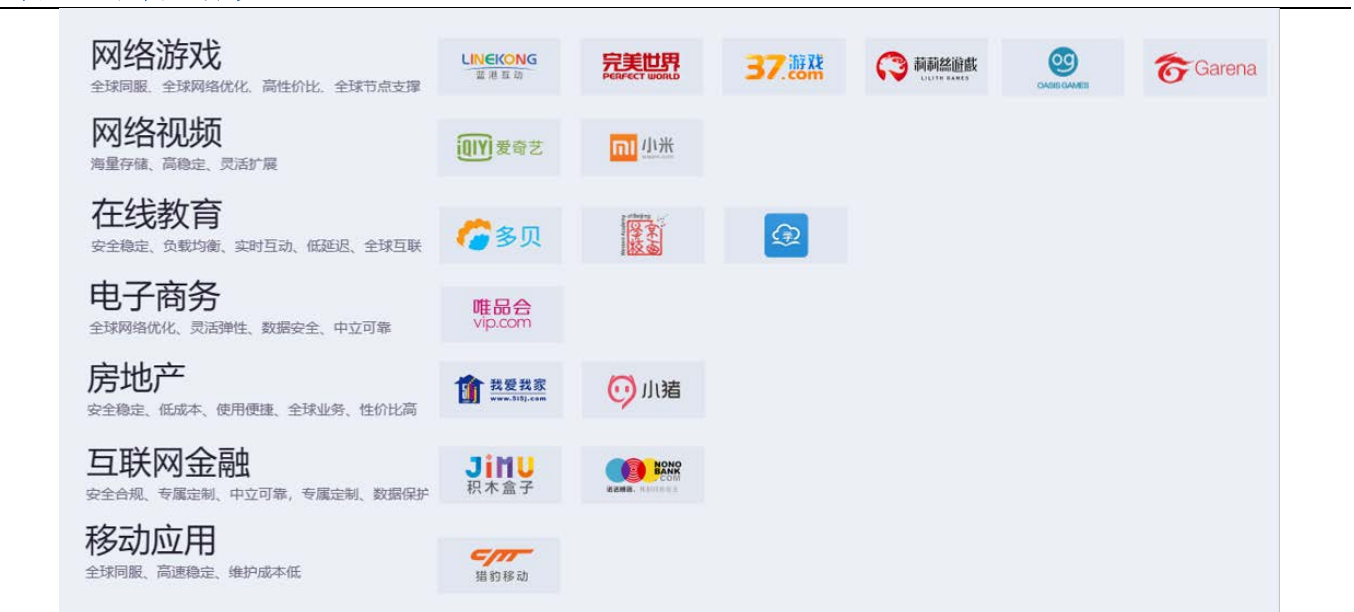 网络游戏
全球同服、全球网络优化、高性价比、全球节点支撑
LINEKONG
蓝港互动
完美世界
PERFECT WORLD
37游戏
.com
莉莉絲遊戲
LILITH GAMES
og
OASIS GAMES
Garena
网络视频
海量存储、高稳定、灵活扩展
iQIYI 爱奇艺
mi 小米
在线教育
安全稳定、负载均衡、实时互动、低延迟、全球互联
多贝
京西
学校
学
电子商务
全球网络优化、灵活弹性、数据安全、中立可靠
唯品会
vip.com
房地产
安全稳定、低成本、使用便捷、全球业务、性价比高
我爱我家
www.5i5j.com
小猪
互联网金融
安全合规、专属定制、中立可靠，专属定制、数据保护
JIMU
积木盒子
NONO
BANK
.COM
移动应用
全球同服、高速稳定、维护成本低
cm
猎豹移动